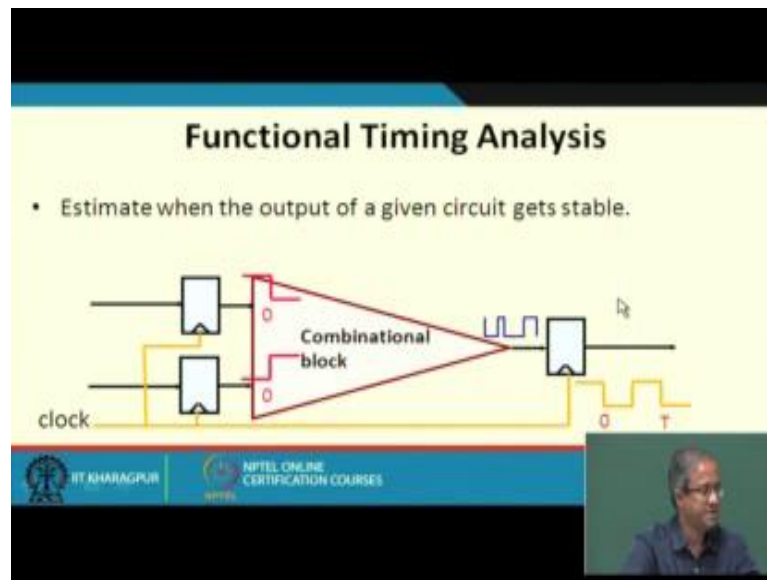 Functional Timing Analysis
• Estimate when the output of a given circuit gets stable.
0
Combinational
block
0
clock
0 T
IIT KHARAGPUR
NPTEL
NPTEL ONLINE
CERTIFICATION COURSES